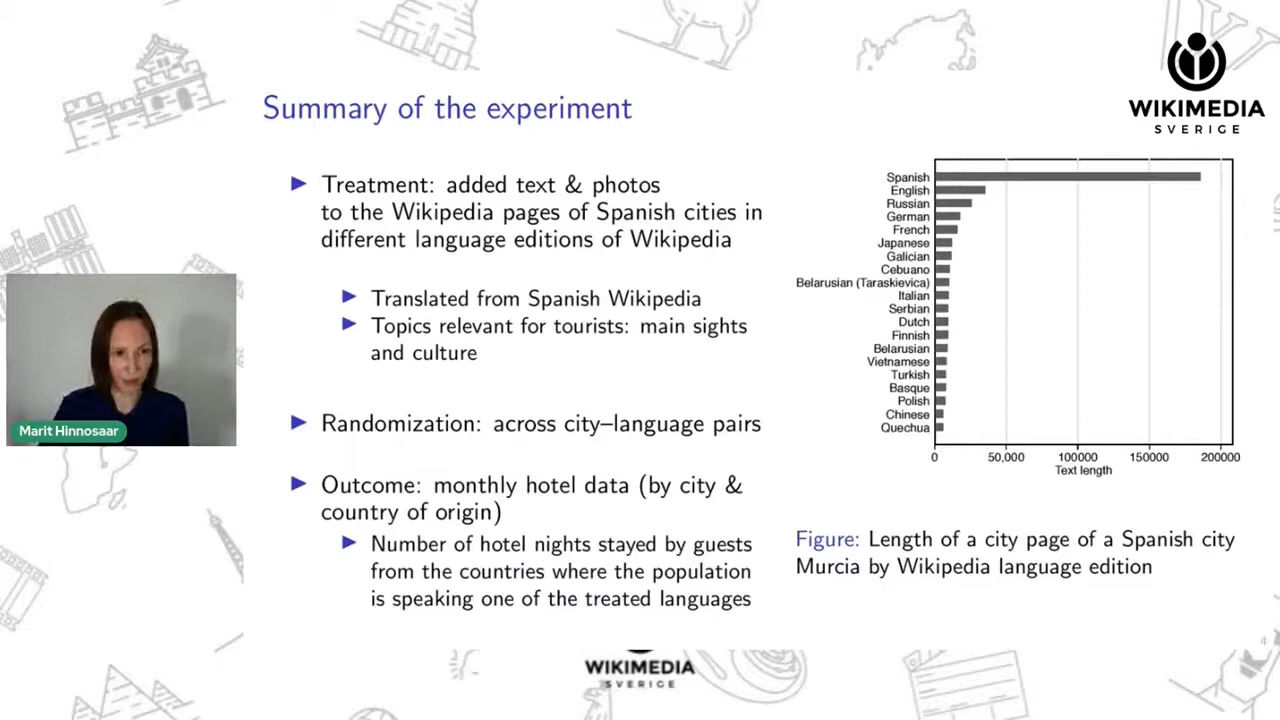 Summary of the experiment
WIKIMEDIA
SVERIGE
▶ Treatment: added text & photos
to the Wikipedia pages of Spanish cities in
different language editions of Wikipedia
▶ Translated from Spanish Wikipedia
▶ Topics relevant for tourists: main sights
and culture
▶ Randomization: across city–language pairs
▶ Outcome: monthly hotel data (by city &
country of origin)
▶ Number of hotel nights stayed by guests
from the countries where the population
is speaking one of the treated languages
Spanish
English
Russian
German
French
Japanese
Galician
Cebuano
Belarusian (Taraskievica)
Italian
Serbian
Dutch
Finnish
Belarusian
Vietnamese
Turkish
Basque
Polish
Chinese
Quechua
0 50,000 100000 150000 200000
Text length
Figure: Length of a city page of a Spanish city
Murcia by Wikipedia language edition
Marit Hinnosaar
4
WIKIMEDIA
SVERIGE